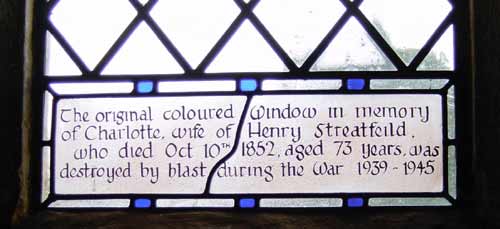 The original coloured window in memory
of Charlotte, wife of Henry Streatfeild,
who died Oct 10TH 1852, aged 73 years, was
destroyed by blast during the War 1939-1945